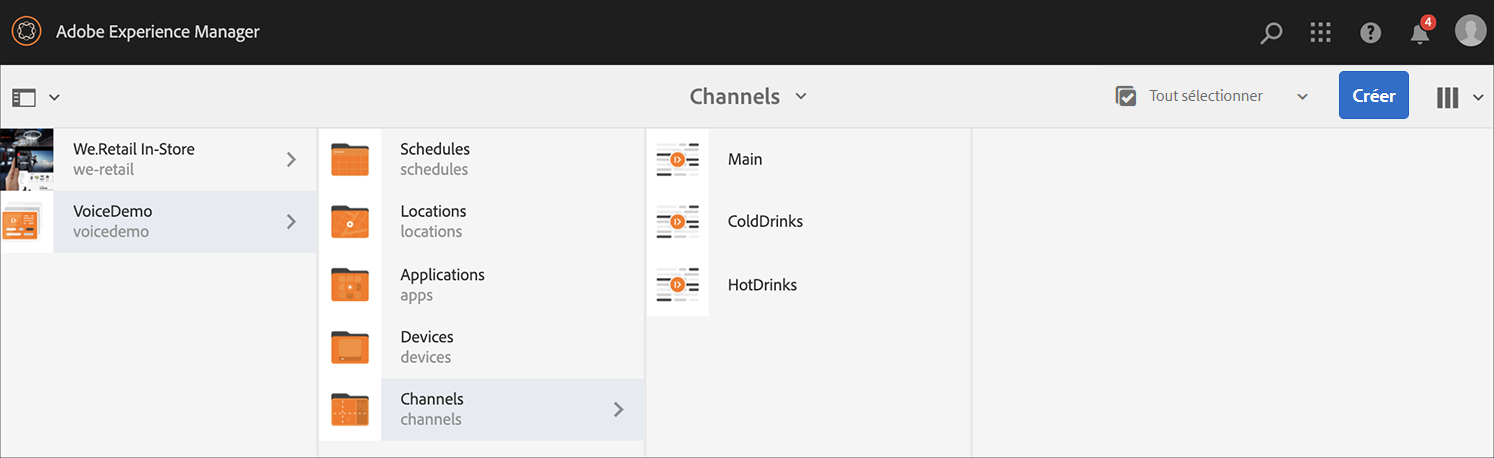 Adobe Experience Manager
4
Channels
Tout sélectionner
Créer
We.Retail In-Store
we-retail
VoiceDemo
voicedemo
Schedules
schedules
Locations
locations
Applications
apps
Devices
devices
Channels
channels
Main
ColdDrinks
HotDrinks